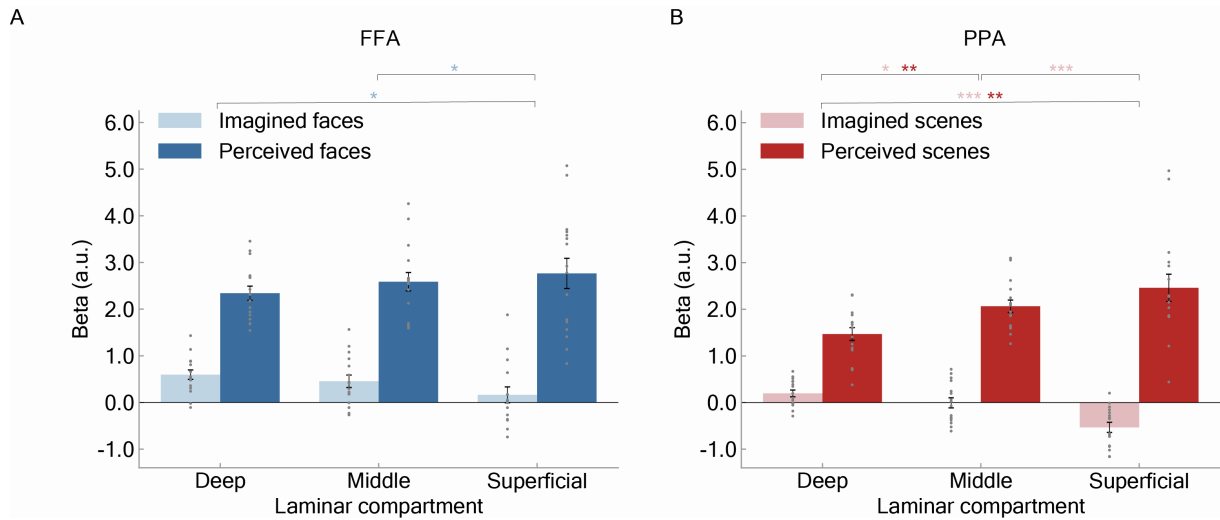 A
FFA
*
*
Imagined faces
Perceived faces
6.0
5.0
4.0
3.0
2.0
1.0
0.0
-1.0
Beta (a.u.)
Deep Middle Superficial
Laminar compartment
B
PPA
* ** ***
*** **
Imagined scenes
Perceived scenes
6.0
5.0
4.0
3.0
2.0
1.0
0.0
-1.0
Beta (a.u.)
Deep Middle Superficial
Laminar compartment